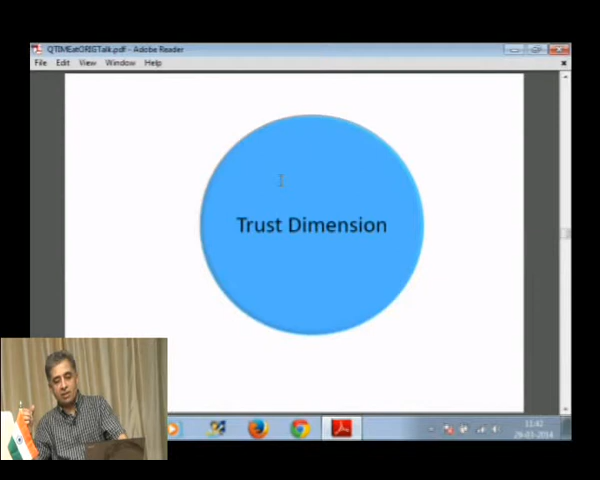 QTIMEatORIGTalk.pdf - Adobe Reader
File Edit View Window Help
Trust Dimension
11:42
29-03-2014